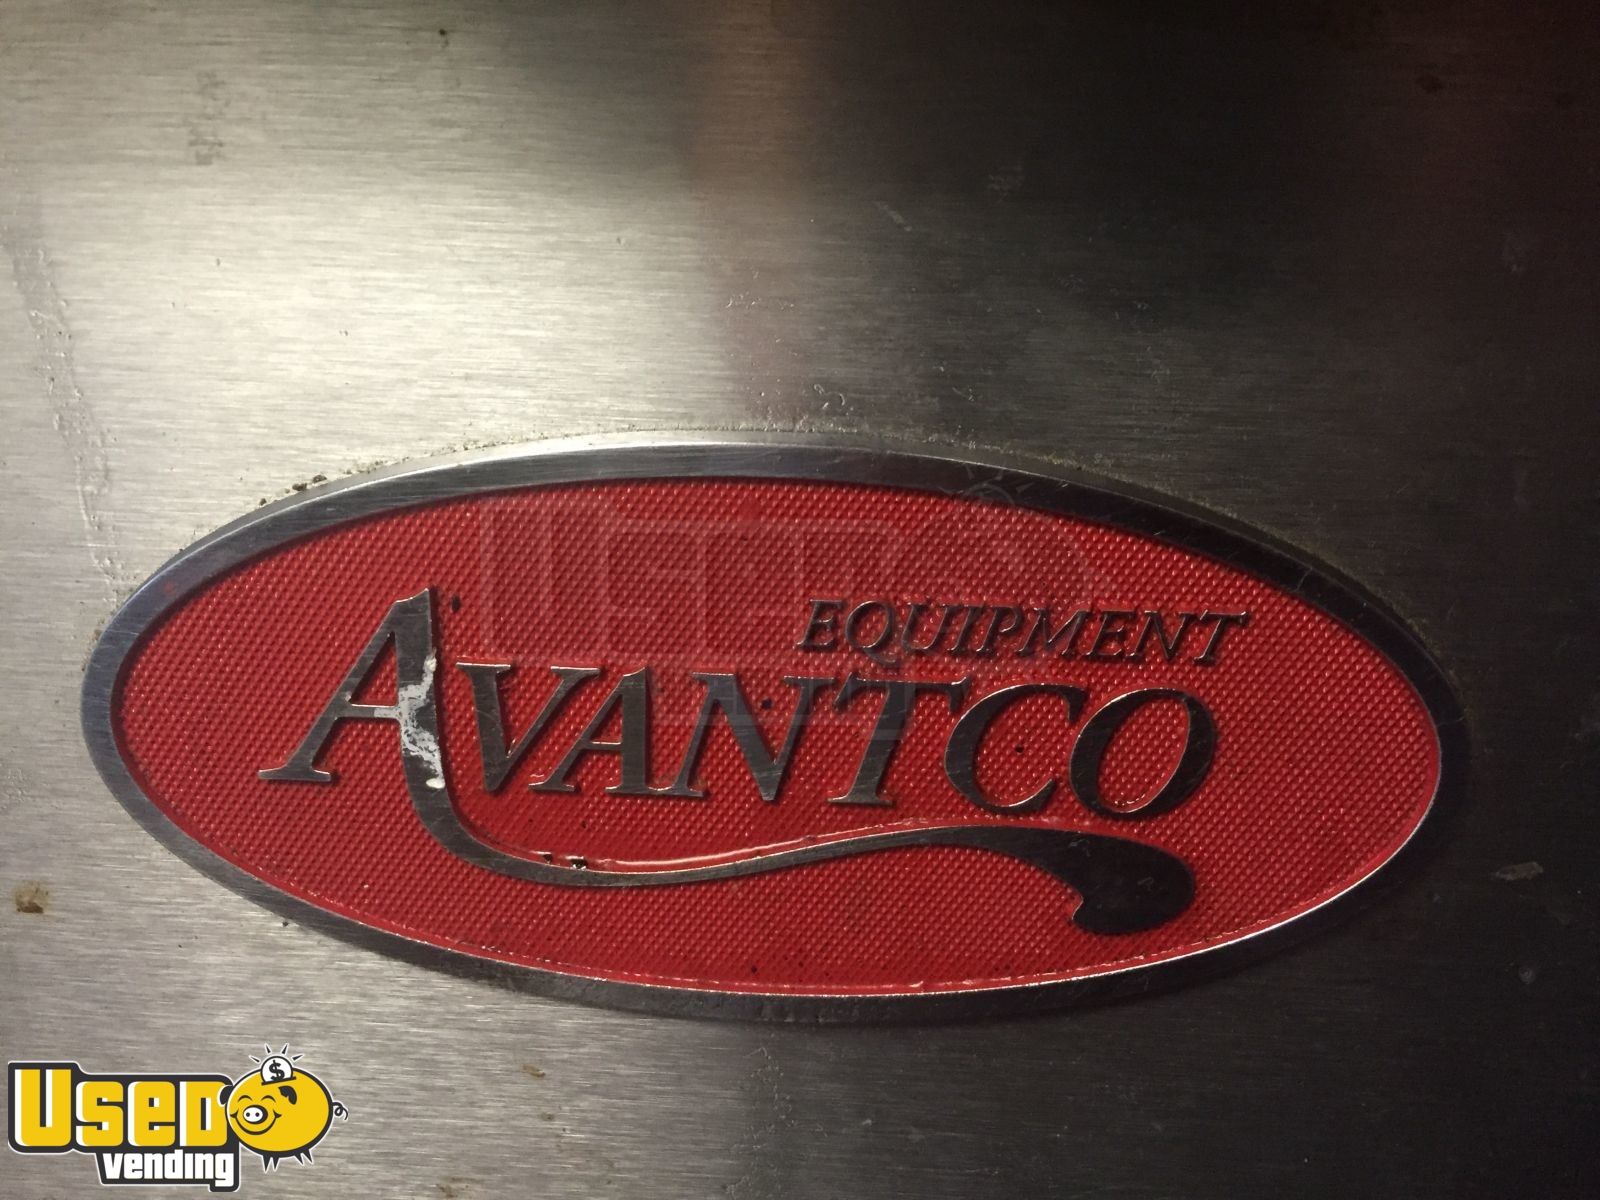 EQUIPMENT
AVANTCO
USED
vending
$